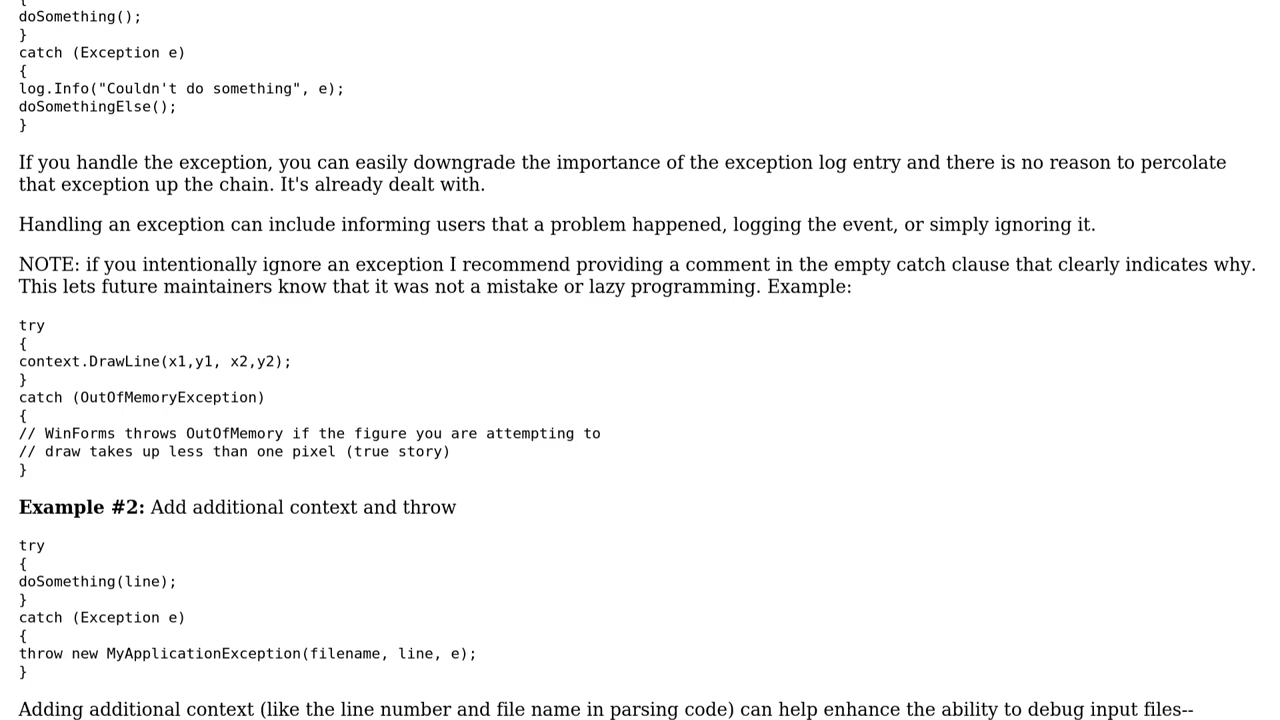 {
doSomething();
}
catch (Exception e)
{
log.Info("Couldn't do something", e);
doSomethingElse();
}
If you handle the exception, you can easily downgrade the importance of the exception log entry and there is no reason to percolate
that exception up the chain. It's already dealt with.
Handling an exception can include informing users that a problem happened, logging the event, or simply ignoring it.
NOTE: if you intentionally ignore an exception I recommend providing a comment in the empty catch clause that clearly indicates why.
This lets future maintainers know that it was not a mistake or lazy programming. Example:
try
{
context.DrawLine(x1,y1, x2,y2);
}
catch (OutOfMemoryException)
{
// WinForms throws OutOfMemory if the figure you are attempting to
// draw takes up less than one pixel (true story)
}
Example #2: Add additional context and throw
try
{
doSomething(line);
}
catch (Exception e)
{
throw new MyApplicationException(filename, line, e);
}
Adding additional context (like the line number and file name in parsing code) can help enhance the ability to debug input files--